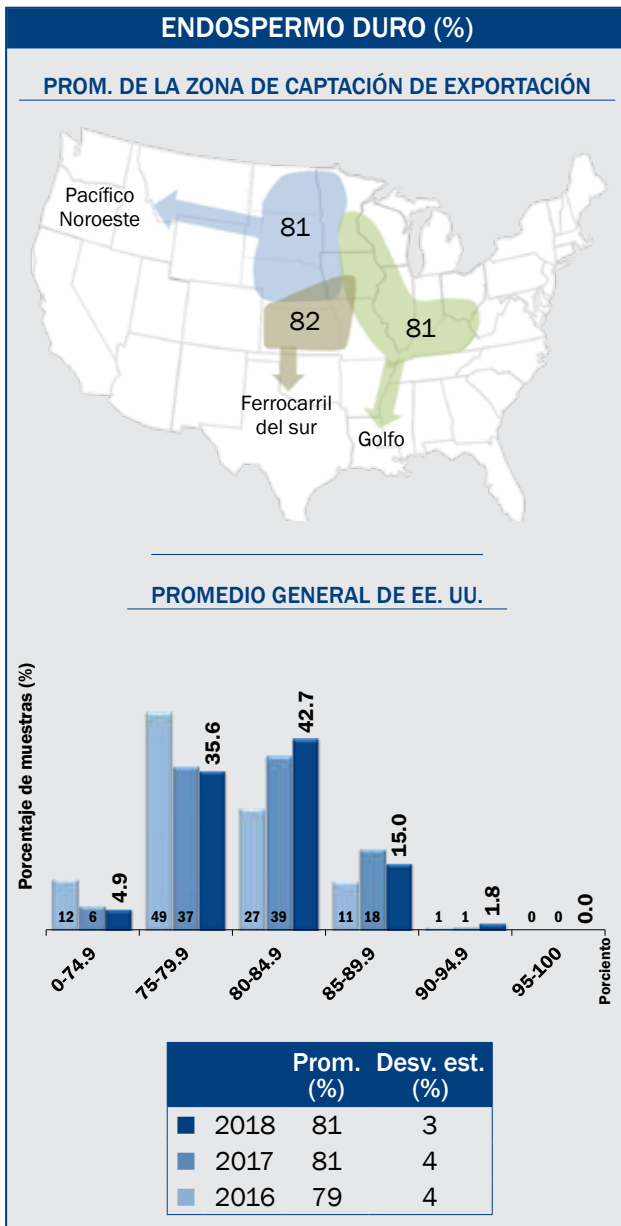 ENDOSPERMO DURO (%)
PROM. DE LA ZONA DE CAPTACIÓN DE EXPORTACIÓN
Pacífico
Noroeste
81
82
81
Ferrocarril
del sur
Golfo
PROMEDIO GENERAL DE EE. UU.
Porcentaje de muestras (%)
12 6 4.9
49 37 35.6
27 39 42.7
11 18 15.0
1 1 1.8
0 0 0.0
0-74.9 75-79.9 80-84.9 85-89.9 90-94.9 95-100
Porciento
Prom. Desv. est.
(%) (%)
2018 81 3
2017 81 4
2016 79 4